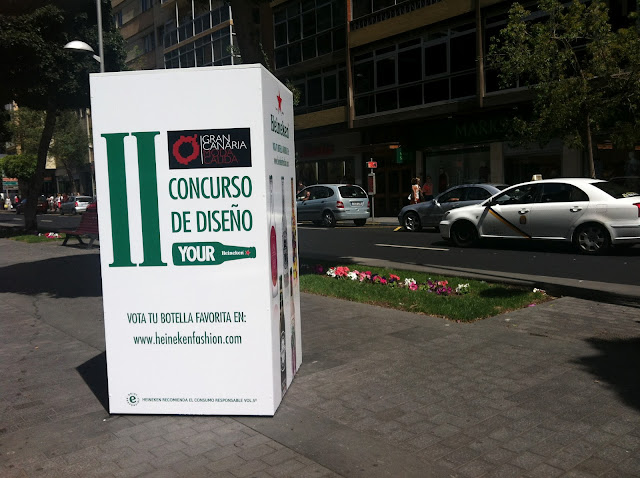 II
GRAN
CANARIA
MODA
CÁLIDA
CONCURSO
DE DISEÑO
YOUR Heineken
VOTA TU BOTELLA FAVORITA EN:
www.heinekenfashion.com
HEINEKEN RECOMIENDA EL CONSUMO RESPONSABLE
Heineken